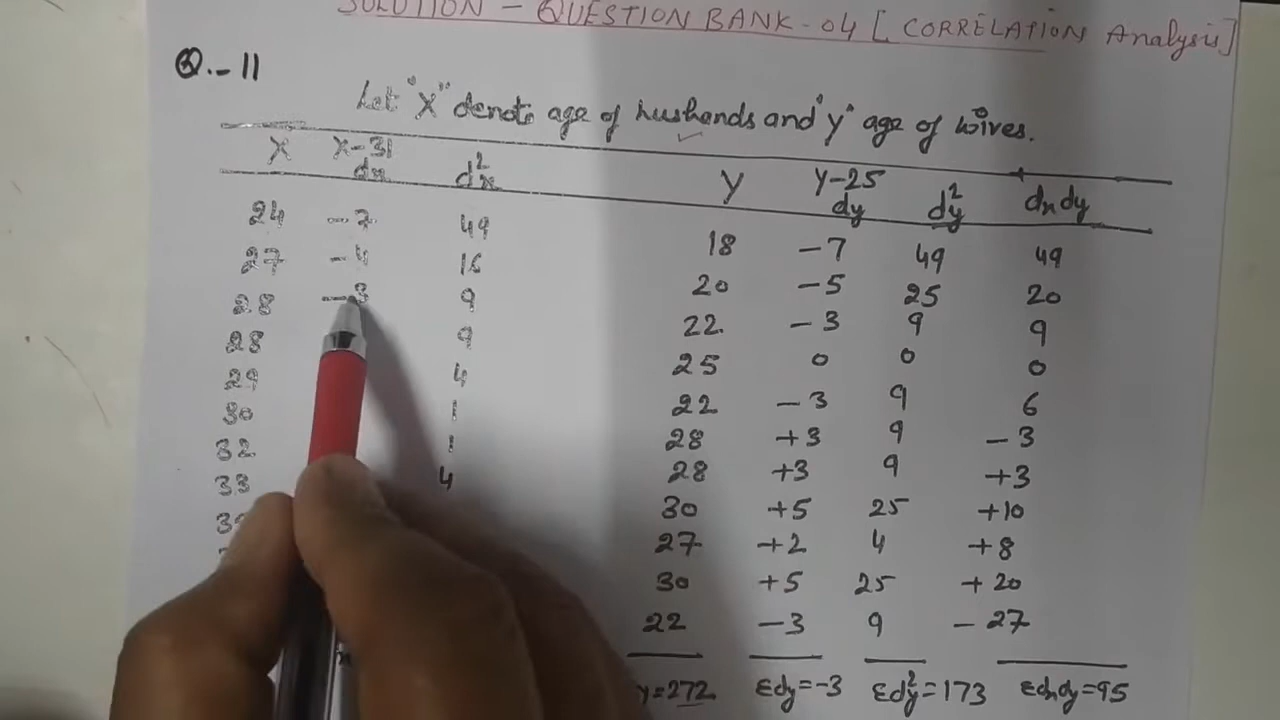 SOLUTION - QUESTION BANK-04 [ CORRELATION Analysis]
Q.-11
Let "X" denote age of husbands and "Y" age of wives.
X X-31 dx dx² Y Y-25 dy dy² dxdy
24 -7 49 18 -7 49 49
27 -4 16 20 -5 25 20
28 -3 9 22 -3 9 9
28 9 25 0 0 0
29 4 22 -3 9 6
30 1 28 +3 9 -3
32 1 28 +3 9 +3
33 4 30 +5 25 +10
27 +2 4 +8
30 +5 25 +20
22 -3 9 -27
=272 Σdy=-3 Σdy²=173 Σdxdy=95